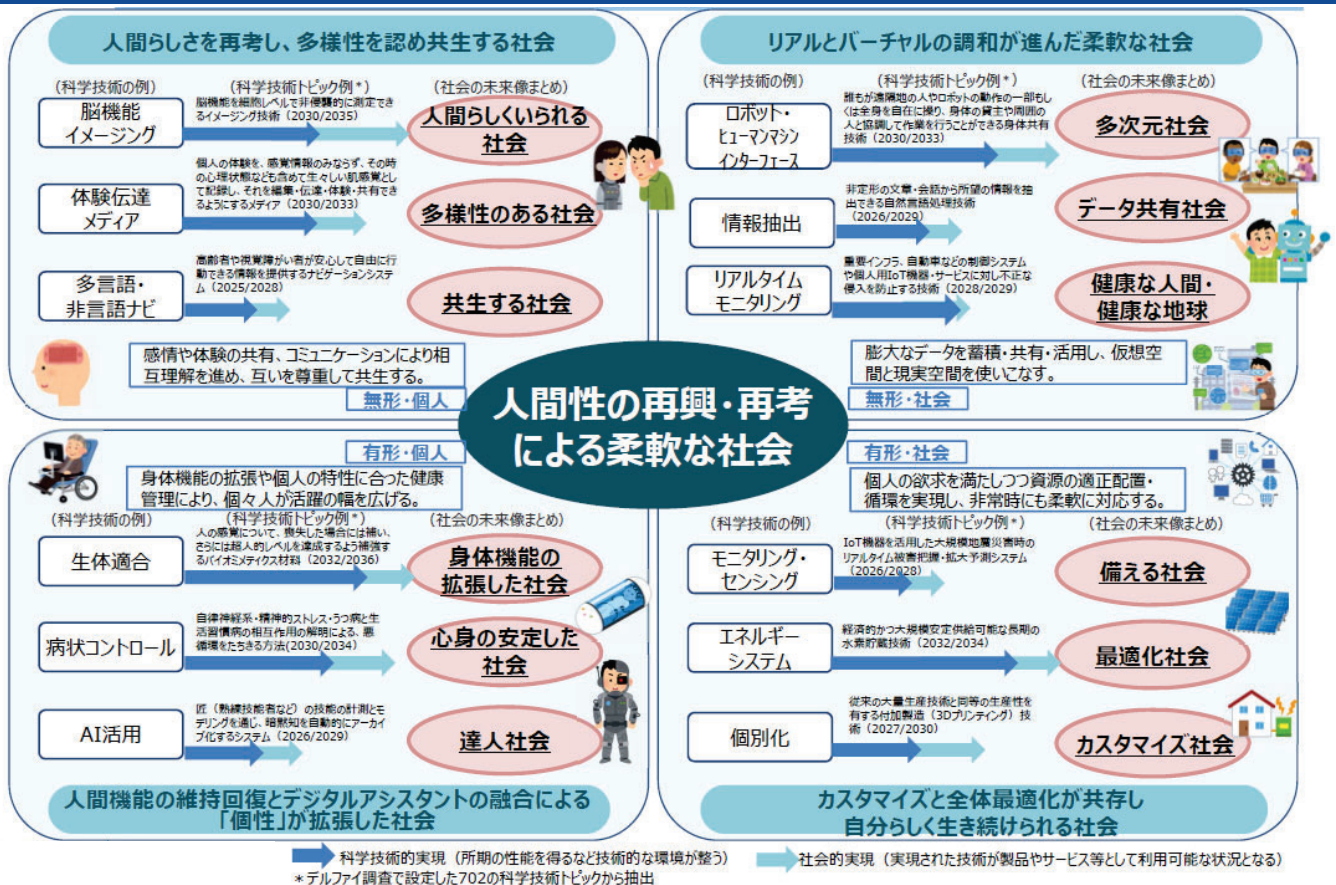 人間らしさを再考し、多様性を認め共生する社会
（科学技術の例）
（科学技術トピック例*）
（社会の未来像まとめ）
脳機能
イメージング
脳機能を細胞レベルで非侵襲的に測定でき
るイメージング技術（2030/2035）
人間らしくいられる
社会
体験伝達
メディア
個人の体験を、感覚情報のみならず、その時
の心理状態なども含めて生々しい肌感覚とし
て記録し、それを編集・伝達・体験・共有でき
るようにするメディア（2030/2033）
多様性のある社会
多言語・
非言語ナビ
高齢者や視覚障がい者が安心して自由に行
動できる情報を提供するナビゲーションシステ
ム（2025/2028）
共生する社会
感情や体験の共有、コミュニケーションにより相
互理解を進め、互いを尊重して共生する。
無形・個人
リアルとバーチャルの調和が進んだ柔軟な社会
（科学技術の例）
（科学技術トピック例*）
（社会の未来像まとめ）
ロボット・
ヒューマンマシン
インターフェース
誰もが遠隔地の人やロボットの動作の一部もし
くは全身を自在に操り、身体の貸主や周囲の
人と協調して作業を行うことができる身体共有
技術（2030/2033）
多次元社会
情報抽出
非定形の文章・会話から所望の情報を抽
出できる自然言語処理技術
（2026/2029）
データ共有社会
リアルタイム
モニタリング
重要インフラ、自動車などの制御システム
や個人用IoT機器・サービスに対し不正な
侵入を防止する技術（2028/2029）
健康な人間・
健康な地球
膨大なデータを蓄積・共有・活用し、仮想空
間と現実空間を使いこなす。
無形・社会
人間性の再興・再考
による柔軟な社会
有形・個人
身体機能の拡張や個人の特性に合った健康
管理により、個々人が活躍の幅を広げる。
（科学技術の例）
（科学技術トピック例*）
（社会の未来像まとめ）
生体適合
人の感覚について、喪失した場合には補い、
さらには超人的レベルを達成するよう補強す
るバイオミメティクス材料（2032/2036）
身体機能の
拡張した社会
病状コントロール
自律神経系・精神的ストレス・うつ病と生
活習慣病の相互作用の解明による、悪
循環をたちきる方法(2030/2034）
心身の安定した
社会
AI活用
匠（熟練技能者など）の技能の計測とモ
デリングを通じ、暗黙知を自動的にアーカイ
ブ化するシステム（2026/2029）
達人社会
人間機能の維持回復とデジタルアシスタントの融合による
「個性」が拡張した社会
有形・社会
個人の欲求を満たしつつ資源の適正配置・
循環を実現し、非常時にも柔軟に対応する。
（科学技術の例）
（科学技術トピック例*）
（社会の未来像まとめ）
モニタリング・
センシング
IoT機器を活用した大規模地震災害時の
リアルタイム被害把握・拡大予測システム
（2026/2028）
備える社会
エネルギー
システム
経済的かつ大規模安定供給可能な長期の
水素貯蔵技術（2032/2034）
最適化社会
個別化
従来の大量生産技術と同等の生産性を
有する付加製造（3Dプリンティング）技
術（2027/2030）
カスタマイズ社会
カスタマイズと全体最適化が共存し
自分らしく生き続けられる社会
科学技術的実現（所期の性能を得るなど技術的な環境が整う）
社会的実現（実現された技術が製品やサービス等として利用可能な状況となる）
*デルファイ調査で設定した702の科学技術トピックから抽出